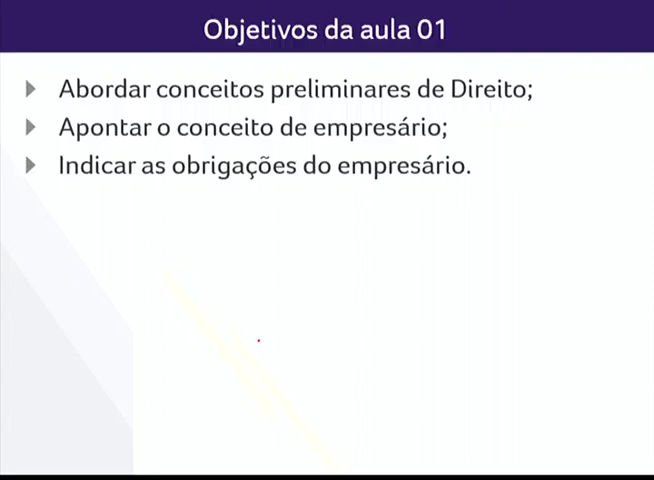 Objetivos da aula 01
Abordar conceitos preliminares de Direito;
Apontar o conceito de empresário;
Indicar as obrigações do empresário.